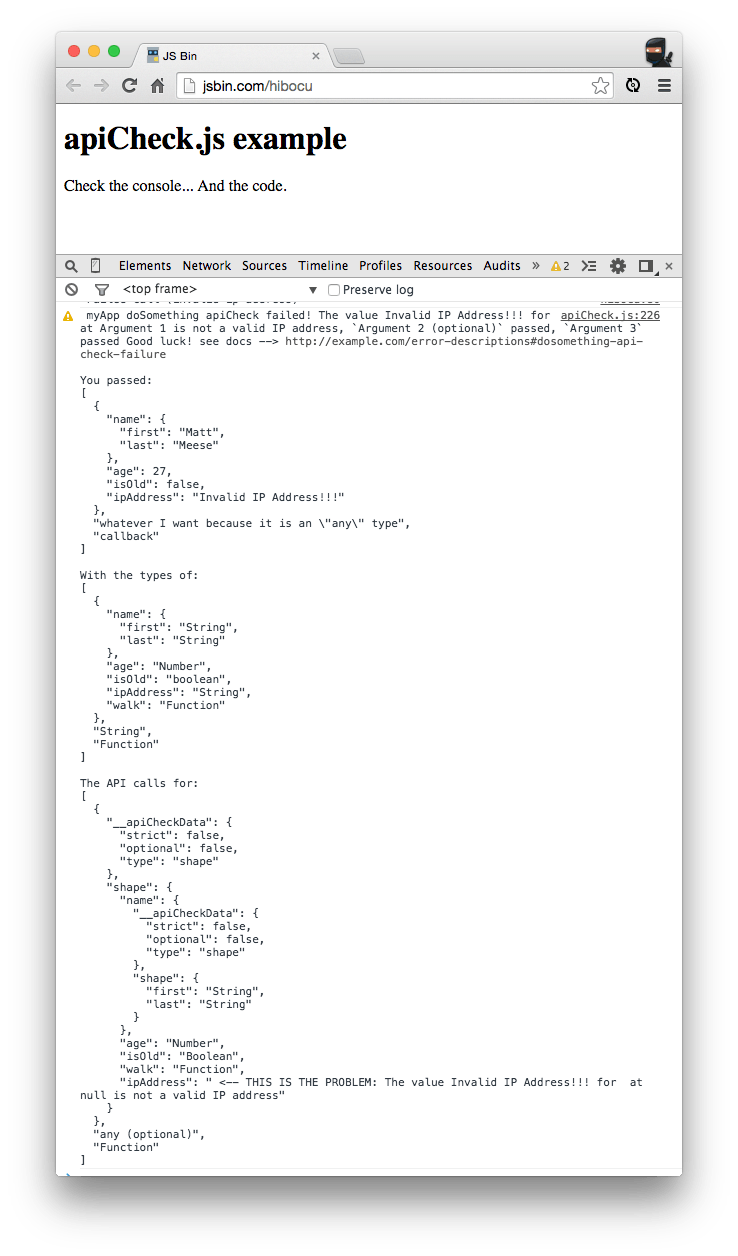 JS Bin
jsbin.com/hibocu
apiCheck.js example
Check the console... And the code.
Elements Network Sources Timeline Profiles Resources Audits » 2
<top frame> Preserve log
myApp doSomething apiCheck failed! The value Invalid IP Address!!! for apiCheck.js:226
at Argument 1 is not a valid IP address, `Argument 2 (optional)` passed, `Argument 3`
passed Good luck! see docs --> http://example.com/error-descriptions#dosomething-api-
check-failure
You passed:
[
  {
    "name": {
      "first": "Matt",
      "last": "Meese"
    },
    "age": 27,
    "isOld": false,
    "ipAddress": "Invalid IP Address!!!"
  },
  "whatever I want because it is an \"any\" type",
  "callback"
]
With the types of:
[
  {
    "name": {
      "first": "String",
      "last": "String"
    },
    "age": "Number",
    "isOld": "boolean",
    "ipAddress": "String",
    "walk": "Function"
  },
  "String",
  "Function"
]
The API calls for:
[
  {
    "__apiCheckData": {
      "strict": false,
      "optional": false,
      "type": "shape"
    },
    "shape": {
      "name": {
        "__apiCheckData": {
          "strict": false,
          "optional": false,
          "type": "shape"
        },
        "shape": {
          "first": "String",
          "last": "String"
        }
      },
      "age": "Number",
      "isOld": "Boolean",
      "walk": "Function",
      "ipAddress": " <-- THIS IS THE PROBLEM: The value Invalid IP Address!!! for  at
null is not a valid IP address"
    }
  },
  "any (optional)",
  "Function"
]